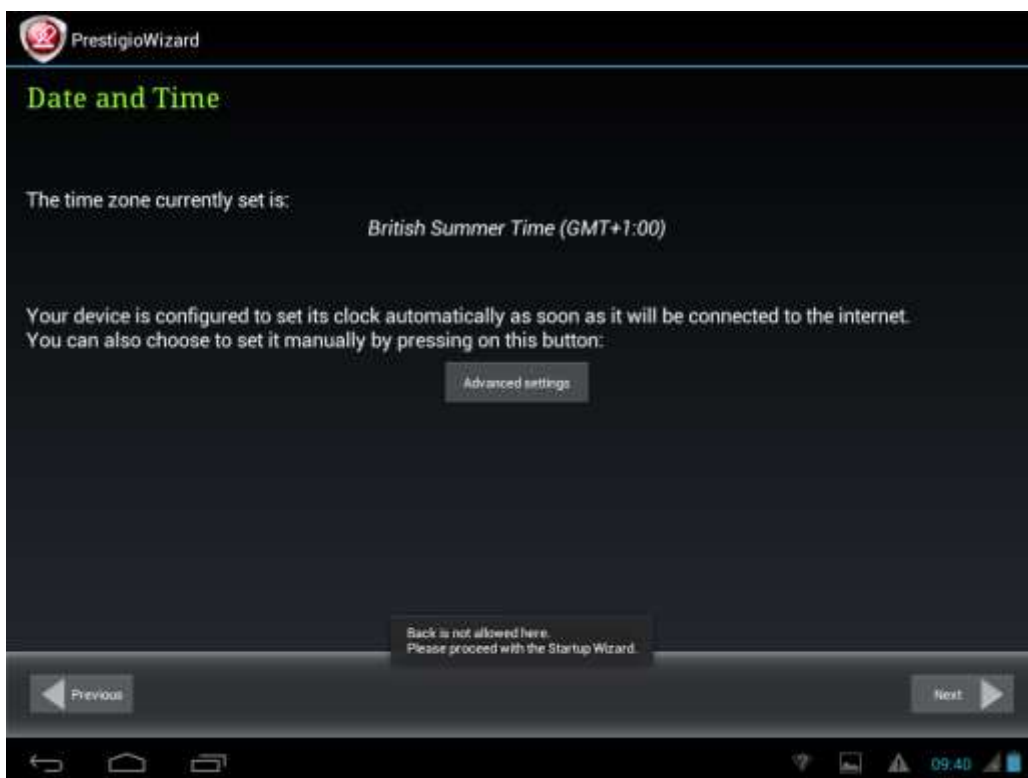 PrestigioWizard
Date and Time
The time zone currently set is:
British Summer Time (GMT+1:00)
Your device is configured to set its clock automatically as soon as it will be connected to the internet.
You can also choose to set it manually by pressing on this button:
Advanced settings
Back is not allowed here.
Please proceed with the Startup Wizard.
Previous
Next
09:40